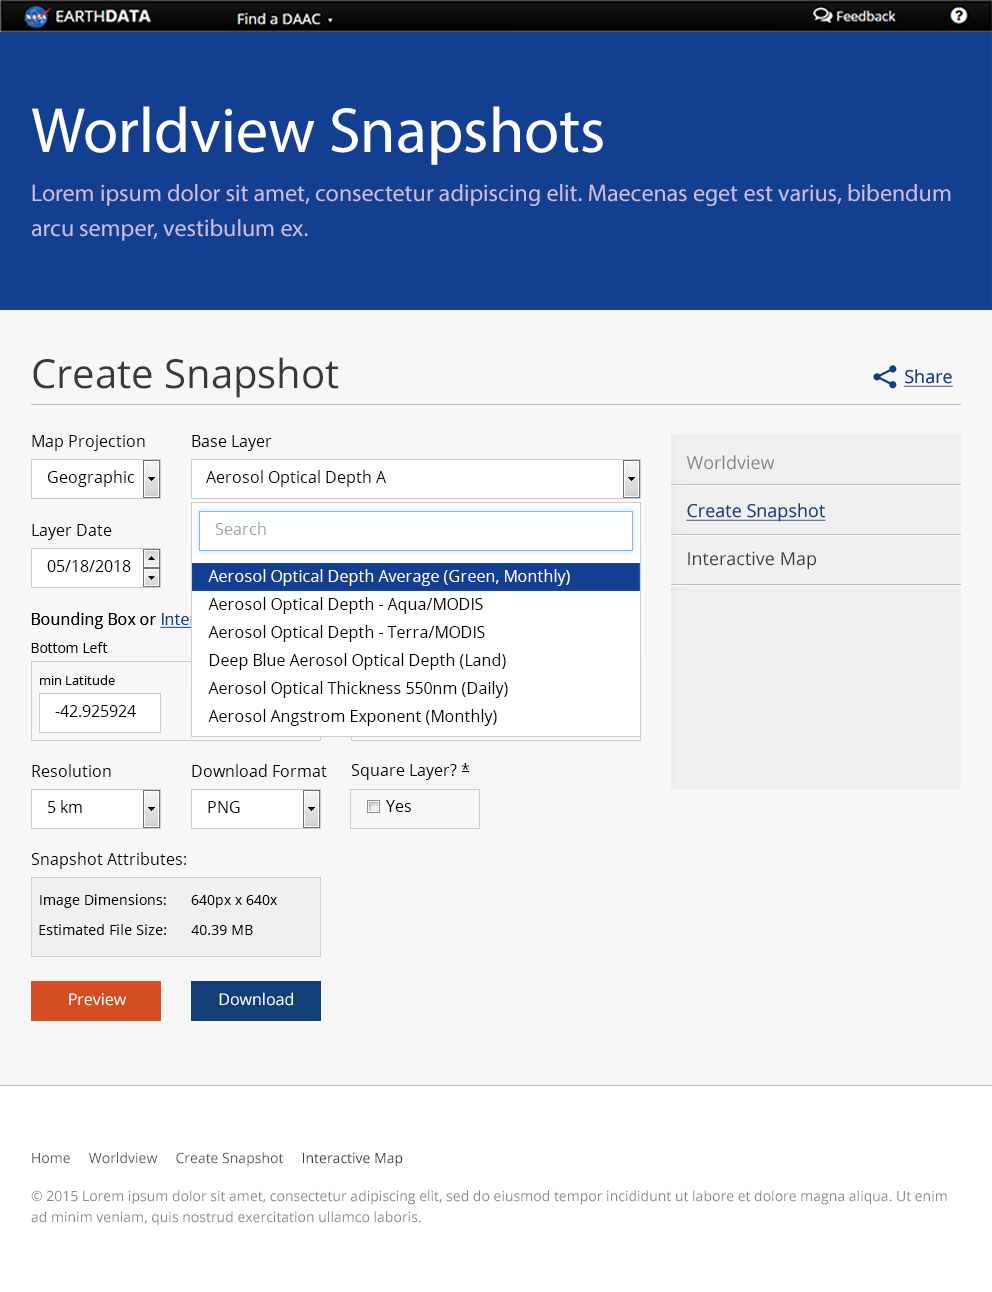 EARTHDATA
Find a DAAC
Feedback
?
Worldview Snapshots
Lorem ipsum dolor sit amet, consectetur adipiscing elit. Maecenas eget est varius, bibendum
arcu semper, vestibulum ex.
Create Snapshot
Share
Map Projection
Base Layer
Geographic
Aerosol Optical Depth A
Layer Date
05/18/2018
Search
Aerosol Optical Depth Average (Green, Monthly)
Aerosol Optical Depth - Aqua/MODIS
Aerosol Optical Depth - Terra/MODIS
Deep Blue Aerosol Optical Depth (Land)
Aerosol Optical Thickness 550nm (Daily)
Aerosol Angstrom Exponent (Monthly)
Bounding Box or Inte
Bottom Left
min Latitude
-42.925924
Worldview
Create Snapshot
Interactive Map
Resolution
Download Format
Square Layer? *
5 km
PNG
Yes
Snapshot Attributes:
Image Dimensions: 640px x 640x
Estimated File Size: 40.39 MB
Preview
Download
Home Worldview Create Snapshot Interactive Map
© 2015 Lorem ipsum dolor sit amet, consectetur adipiscing elit, sed do eiusmod tempor incididunt ut labore et dolore magna aliqua. Ut enim
ad minim veniam, quis nostrud exercitation ullamco laboris.